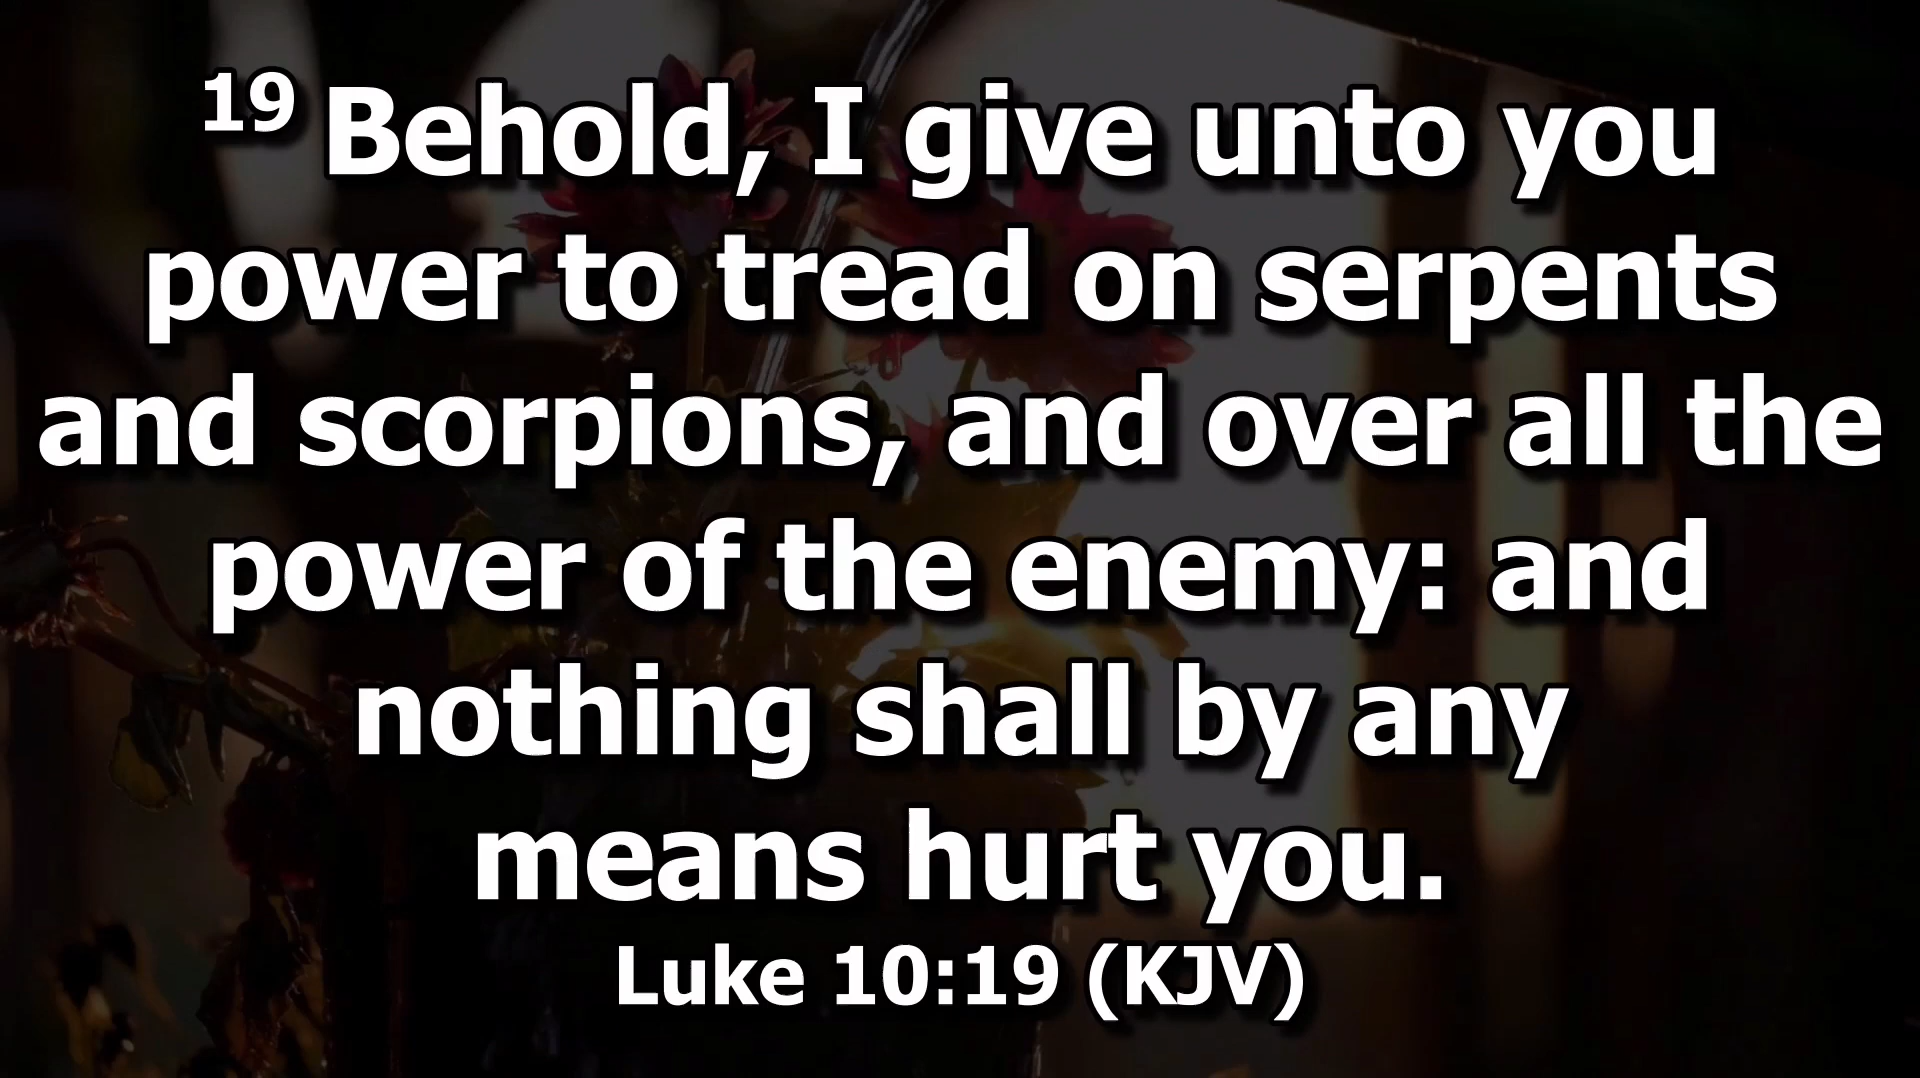 19 Behold, I give unto you
power to tread on serpents
and scorpions, and over all the
power of the enemy: and
nothing shall by any
means hurt you.
Luke 10:19 (KJV)